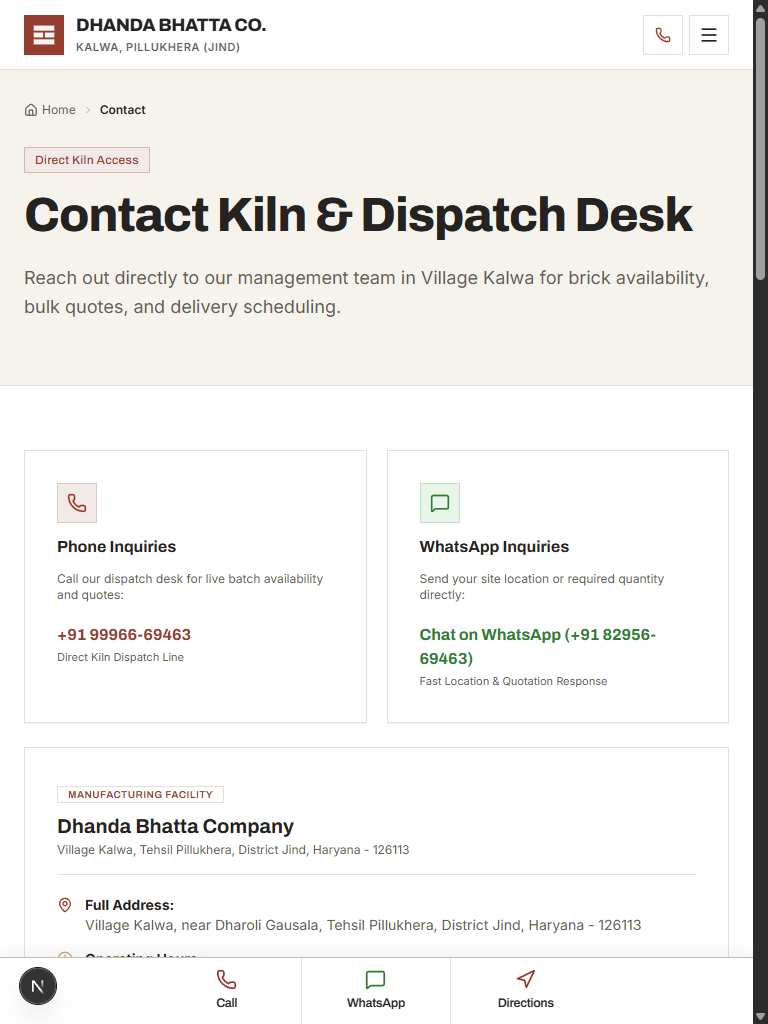 DHANDA BHATTA CO.
KALWA, PILLUKHERA (JIND)
Home > Contact
Direct Kiln Access
Contact Kiln & Dispatch Desk
Reach out directly to our management team in Village Kalwa for brick availability,
bulk quotes, and delivery scheduling.
Phone Inquiries
Call our dispatch desk for live batch availability
and quotes:
+91 99966-69463
Direct Kiln Dispatch Line
WhatsApp Inquiries
Send your site location or required quantity
directly:
Chat on WhatsApp (+91 82956-
69463)
Fast Location & Quotation Response
MANUFACTURING FACILITY
Dhanda Bhatta Company
Village Kalwa, Tehsil Pillukhera, District Jind, Haryana - 126113
Full Address:
Village Kalwa, near Dharoli Gausala, Tehsil Pillukhera, District Jind, Haryana - 126113
Operating Hours
N
Call
WhatsApp
Directions